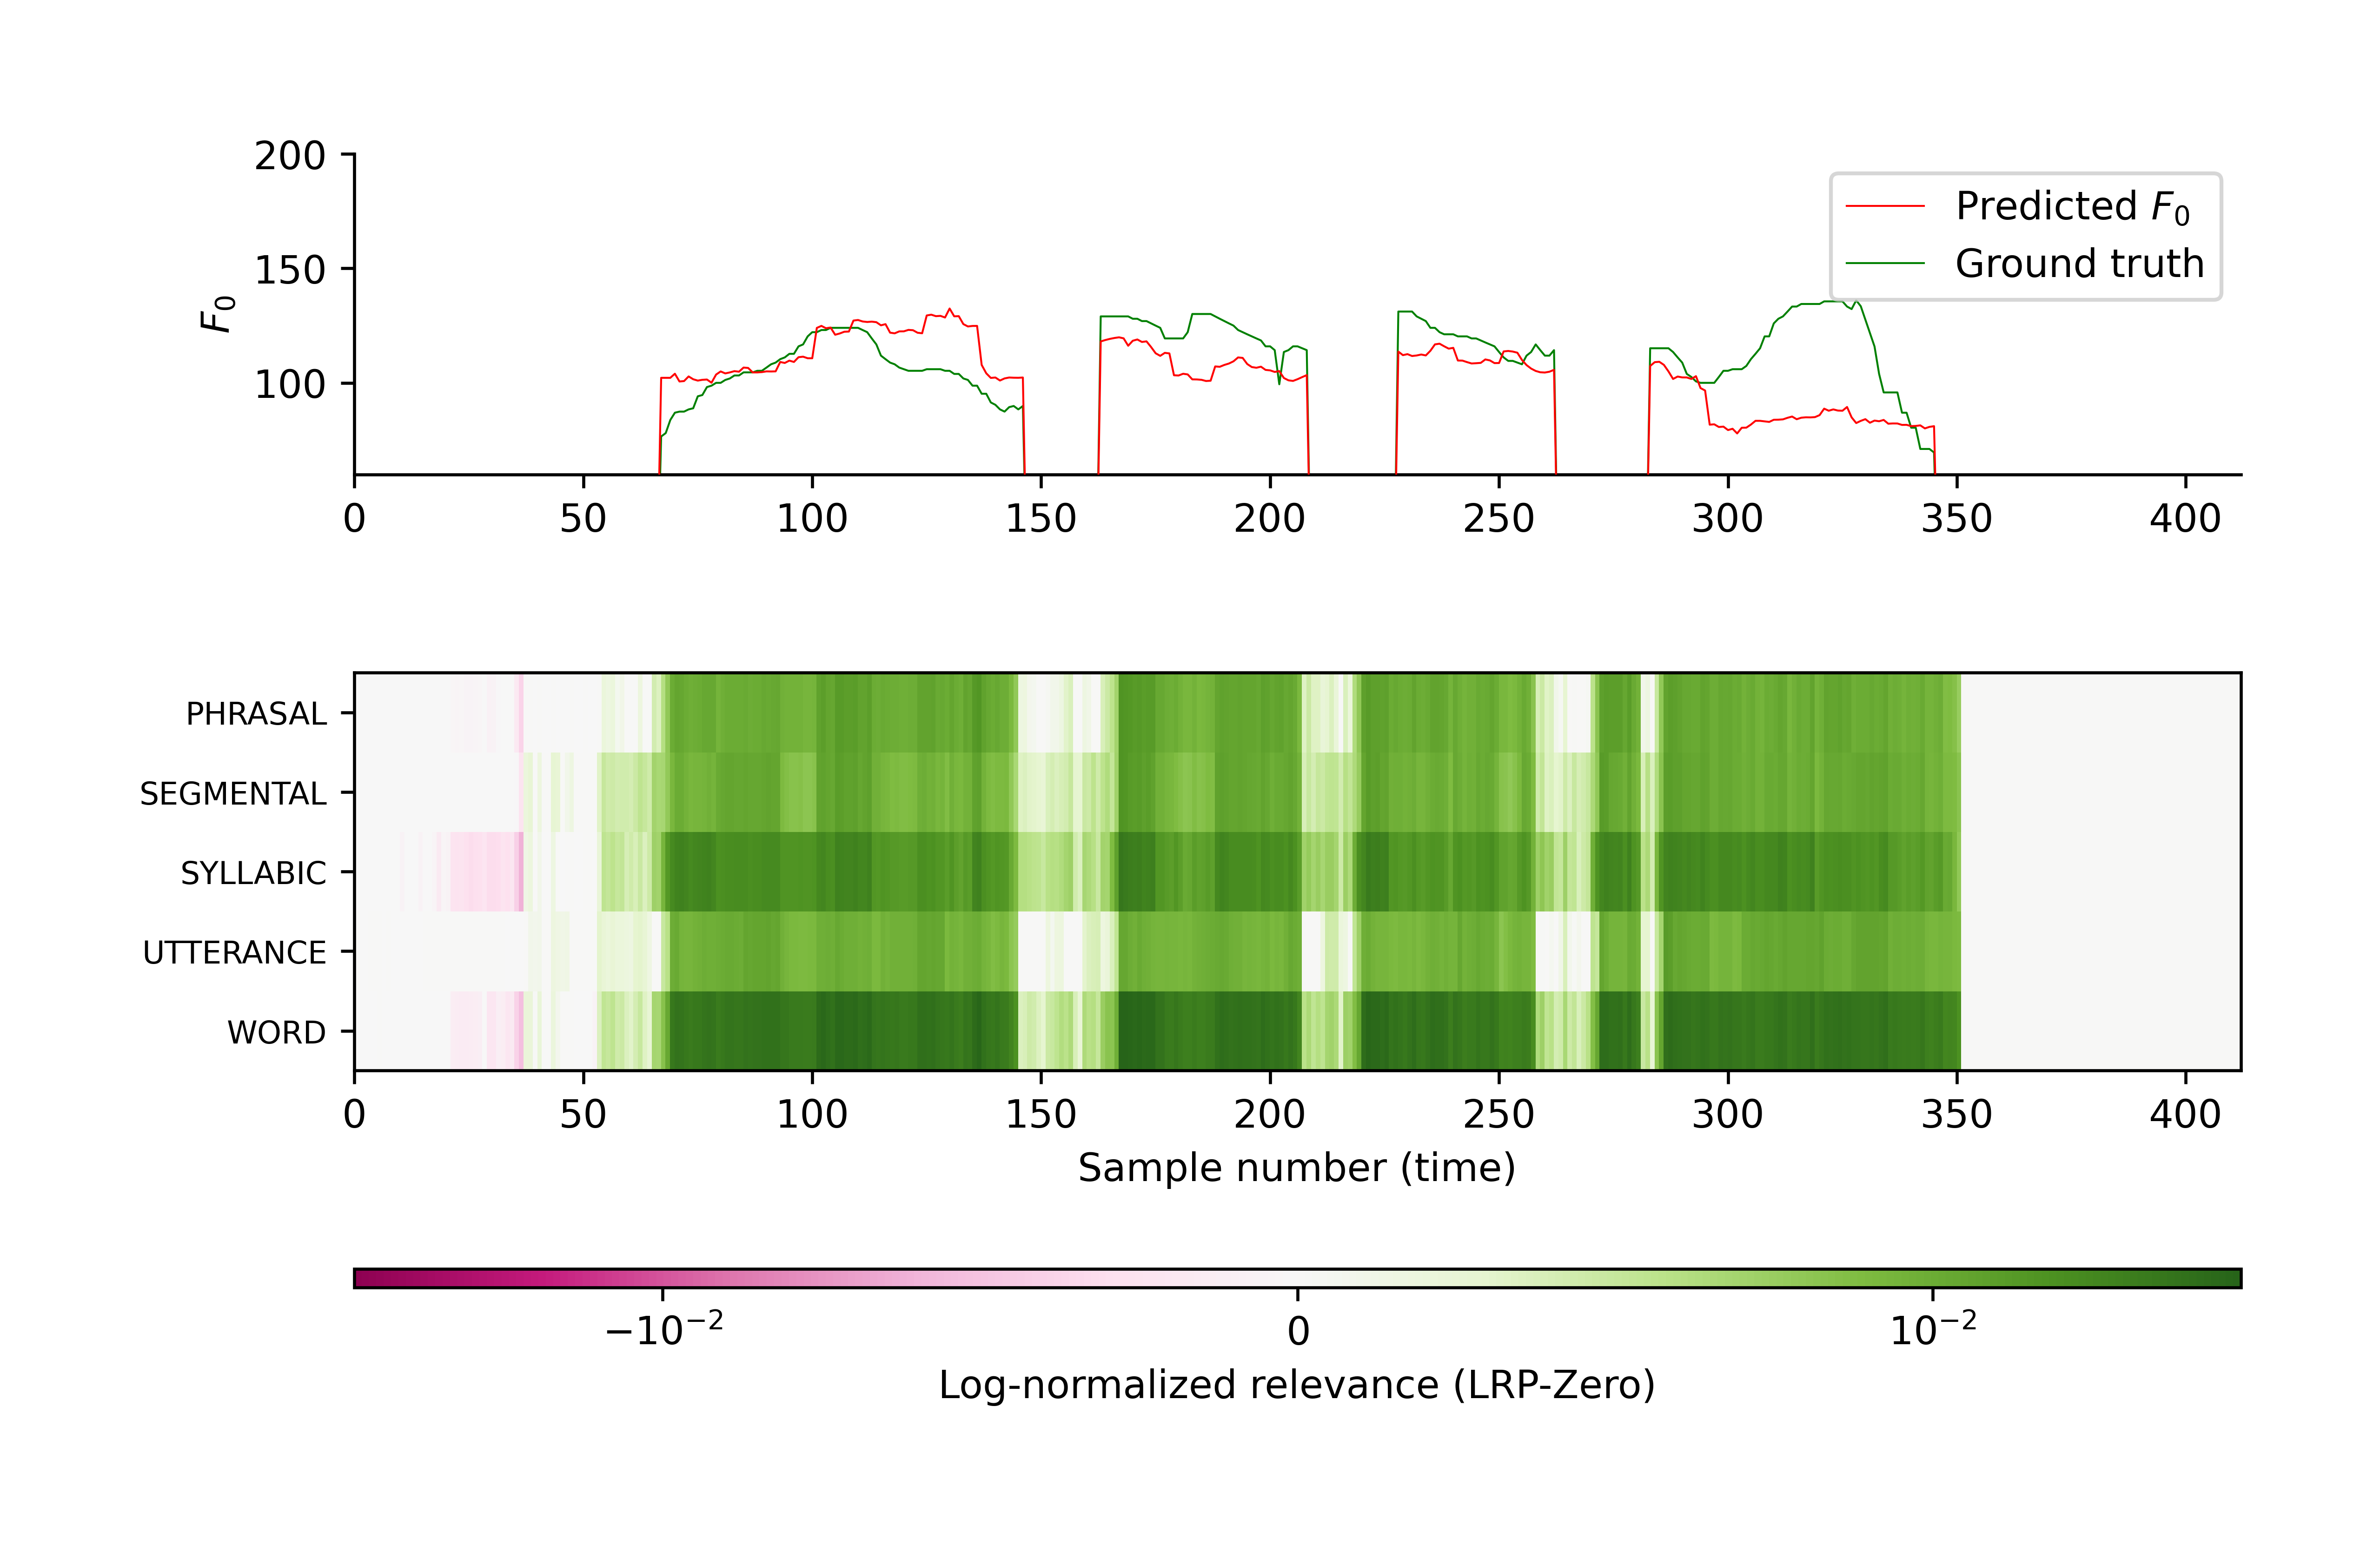 200
150
100
F₀
Predicted F₀
Ground truth
0 50 100 150 200 250 300 350 400
PHRASAL
SEGMENTAL
SYLLABIC
UTTERANCE
WORD
0 50 100 150 200 250 300 350 400
Sample number (time)
−10⁻² 0 10⁻²
Log-normalized relevance (LRP-Zero)